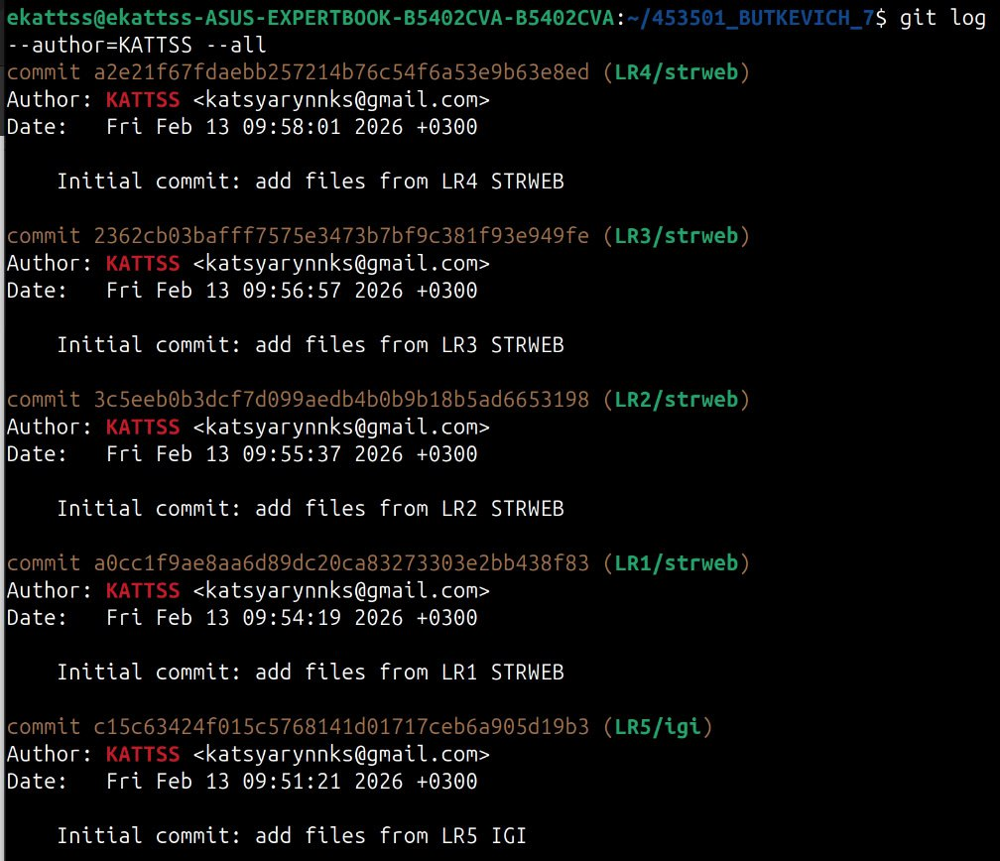 ekattss@ekattss-ASUS-EXPERTBOOK-B5402CVA-B5402CVA:~/453501_BUTKEVICH_7$ git log
--author=KATTSS --all
commit a2e21f67fdaebb257214b76c54f6a53e9b63e8ed (LR4/strweb)
Author: KATTSS <katsyarynnks@gmail.com>
Date:   Fri Feb 13 09:58:01 2026 +0300
    Initial commit: add files from LR4 STRWEB
commit 2362cb03bafff7575e3473b7bf9c381f93e949fe (LR3/strweb)
Author: KATTSS <katsyarynnks@gmail.com>
Date:   Fri Feb 13 09:56:57 2026 +0300
    Initial commit: add files from LR3 STRWEB
commit 3c5eeb0b3dcf7d099aedb4b0b9b18b5ad6653198 (LR2/strweb)
Author: KATTSS <katsyarynnks@gmail.com>
Date:   Fri Feb 13 09:55:37 2026 +0300
    Initial commit: add files from LR2 STRWEB
commit a0cc1f9ae8aa6d89dc20ca83273303e2bb438f83 (LR1/strweb)
Author: KATTSS <katsyarynnks@gmail.com>
Date:   Fri Feb 13 09:54:19 2026 +0300
    Initial commit: add files from LR1 STRWEB
commit c15c63424f015c5768141d01717ceb6a905d19b3 (LR5/igi)
Author: KATTSS <katsyarynnks@gmail.com>
Date:   Fri Feb 13 09:51:21 2026 +0300
    Initial commit: add files from LR5 IGI